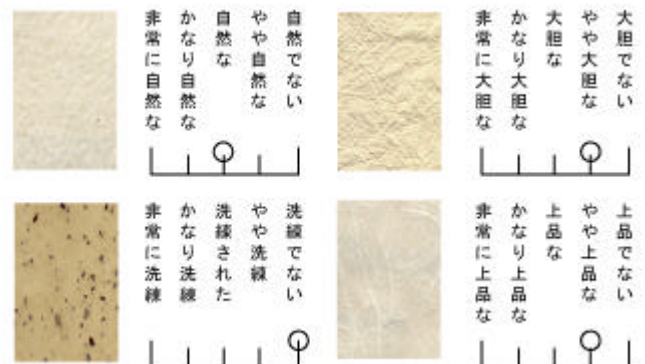 自然でない
やや自然な
自然な
かなり自然な
非常に自然な
大胆でない
やや大胆な
大胆な
かなり大胆な
非常に大胆な
洗練でない
やや洗練
洗練された
かなり洗練
非常に洗練
上品でない
やや上品な
上品な
かなり上品な
非常に上品な